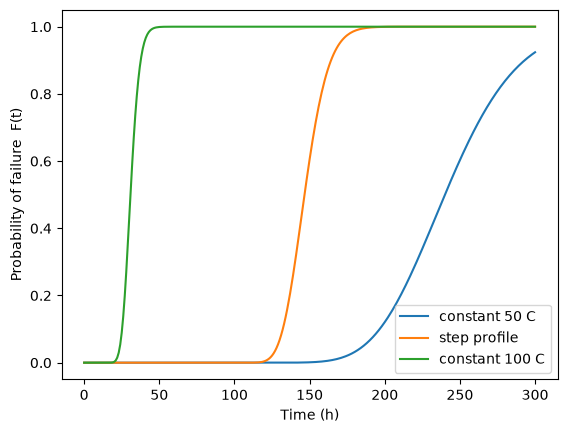 1.0
0.8
0.6
0.4
0.2
0.0
Probability of failure  F(t)
0
50
100
150
200
250
300
Time (h)
constant 50 C
step profile
constant 100 C